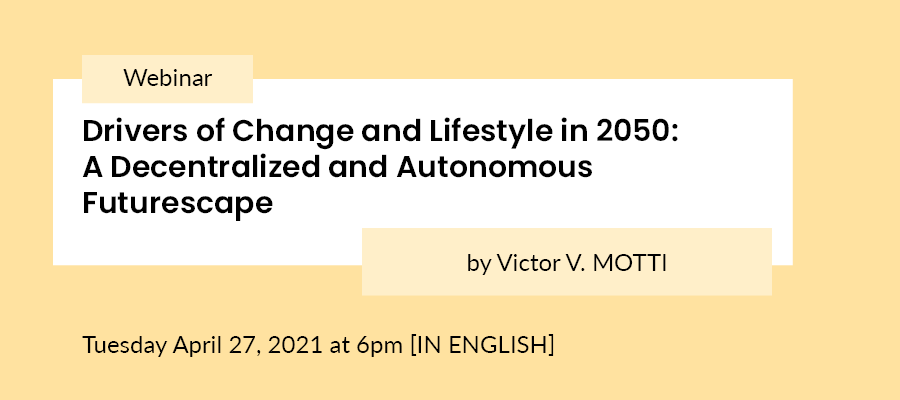 Webinar
Drivers of Change and Lifestyle in 2050:
A Decentralized and Autonomous
Futurescape
by Victor V. MOTTI
Tuesday April 27, 2021 at 6pm [IN ENGLISH]